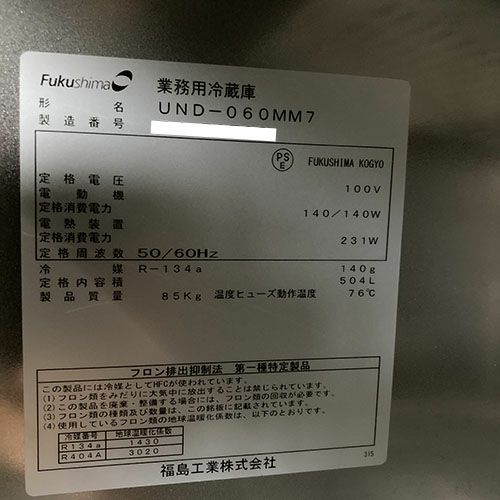 Fukushima
業務用冷蔵庫
形名 UND-060MM7
製造番号
PS E FUKUSHIMA KOGYO
定格電圧 100V
電動機
定格消費電力 140/140W
電熱装置
定格消費電力 231W
定格周波数 50/60Hz
冷媒 R-134a 140g
定格内容積 504L
製品質量 85Kg 温度ヒューズ動作温度 76℃
フロン排出抑制法 第一種特定製品
この製品には冷媒としてHFCが使われています。
(1)フロン類をみだりに大気中に放出することは禁じられています。
(2)この製品を廃棄・整備する場合には、フロン類の回収が必要です。
(3)フロンの種類及び数量は、この銘板に記載されています。
(4)使用しているフロン類の地球温暖化係数は、以下のとおりです。
冷媒番号 地球温暖化係数
R134a 1430
R404A 3020
315
福島工業株式会社